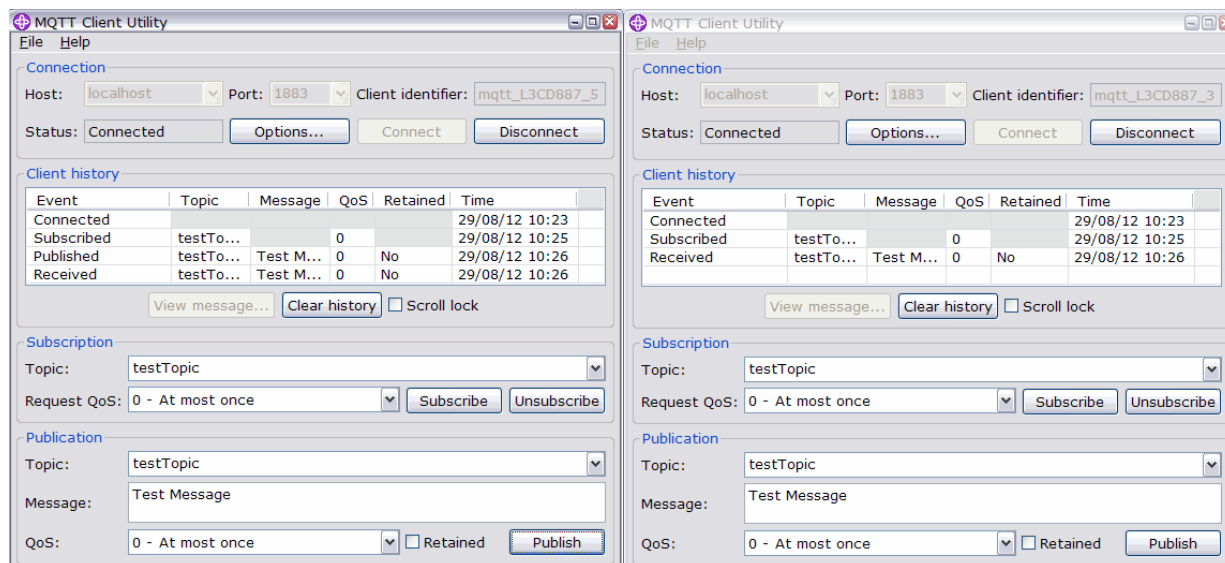 MQTT Client Utility
File Help
Connection
Host: localhost Port: 1883 Client identifier: mqtt_L3CD887_5
Status: Connected Options... Connect Disconnect
Client history
Event Topic Message QoS Retained Time
Connected 29/08/12 10:23
Subscribed testTo... 0 29/08/12 10:25
Published testTo... Test M... 0 No 29/08/12 10:26
Received testTo... Test M... 0 No 29/08/12 10:26
View message... Clear history Scroll lock
Subscription
Topic: testTopic
Request QoS: 0 - At most once Subscribe Unsubscribe
Publication
Topic: testTopic
Message: Test Message
QoS: 0 - At most once Retained Publish
MQTT Client Utility
File Help
Connection
Host: localhost Port: 1883 Client identifier: mqtt_L3CD887_3
Status: Connected Options... Connect Disconnect
Client history
Event Topic Message QoS Retained Time
Connected 29/08/12 10:23
Subscribed testTo... 0 29/08/12 10:25
Received testTo... Test M... 0 No 29/08/12 10:26
View message... Clear history Scroll lock
Subscription
Topic: testTopic
Request QoS: 0 - At most once Subscribe Unsubscribe
Publication
Topic: testTopic
Message: Test Message
QoS: 0 - At most once Retained Publish